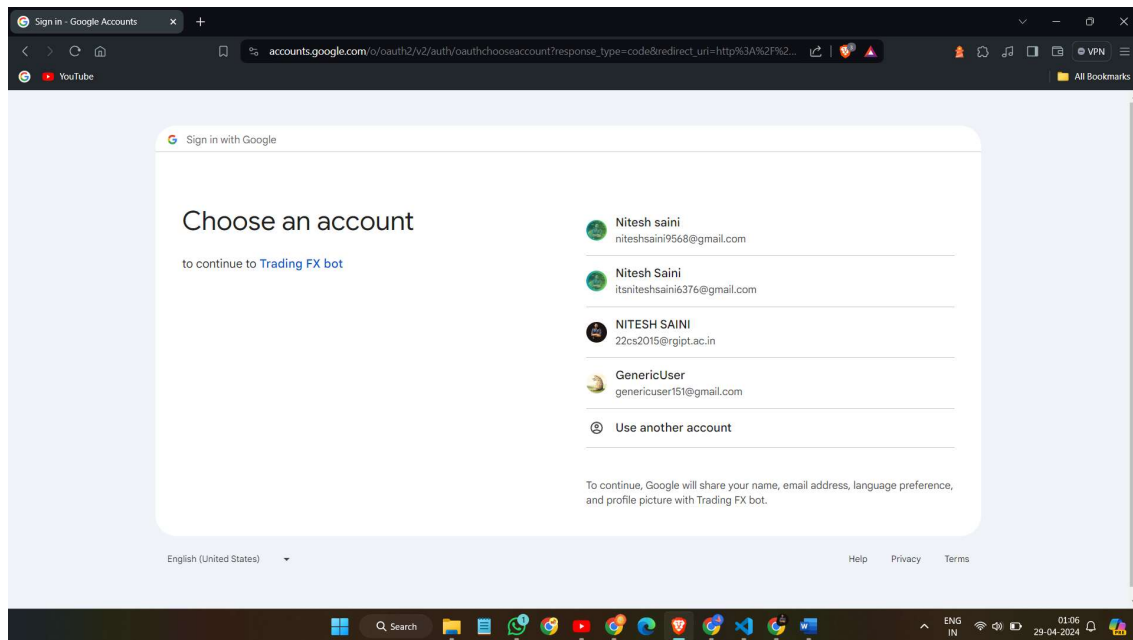 Sign in - Google Accounts
accounts.google.com/o/oauth2/v2/auth/oauthchooseaccount?response_type=code&redirect_uri=http%3A%2F%2...
VPN
YouTube
All Bookmarks
Sign in with Google
Choose an account
to continue to Trading FX bot
Nitesh saini
niteshsaini9568@gmail.com
Nitesh Saini
itsniteshsaini6376@gmail.com
NITESH SAINI
22cs2015@rgipt.ac.in
GenericUser
genericuser151@gmail.com
Use another account
To continue, Google will share your name, email address, language preference,
and profile picture with Trading FX bot.
English (United States)
Help Privacy Terms
Search
ENG
IN
01:06
29-04-2024